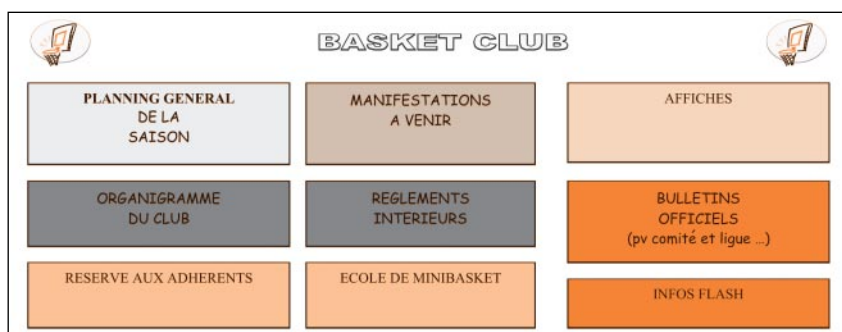 BASKET CLUB
PLANNING GENERAL
DE LA
SAISON
MANIFESTATIONS
A VENIR
AFFICHES
ORGANIGRAMME
DU CLUB
REGLEMENTS
INTERIEURS
BULLETINS
OFFICIELS
(pv comité et ligue ...)
RESERVE AUX ADHERENTS
ECOLE DE MINIBASKET
INFOS FLASH